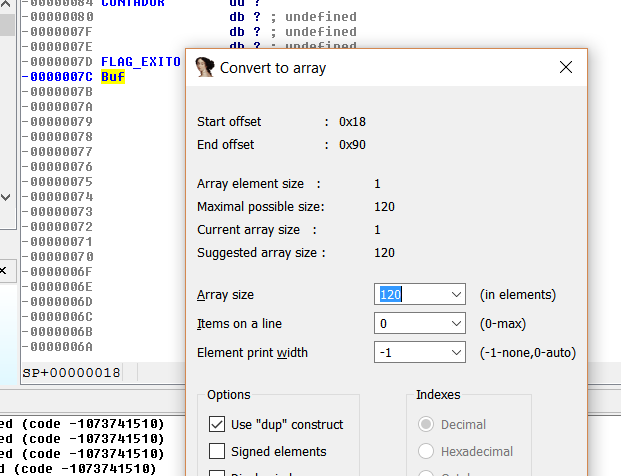 -00000084 CONTADOR dd ?
-00000080 db ? ; undefined
-0000007F db ? ; undefined
-0000007E db ? ; undefined
-0000007D FLAG_EXITO
-0000007C Buf
-0000007B
-0000007A
-00000079
-00000078
-00000077
-00000076
-00000075
-00000074
-00000073
-00000072
-00000071
-00000070
-0000006F
-0000006E
-0000006D
-0000006C
-0000006B
-0000006A
SP+00000018
Convert to array
Start offset : 0x18
End offset : 0x90
Array element size : 1
Maximal possible size: 120
Current array size : 1
Suggested array size : 120
Array size 120 (in elements)
Items on a line 0 (0-max)
Element print width -1 (-1-none,0-auto)
Options
Use "dup" construct
Signed elements
Indexes
Decimal
Hexadecimal
ed (code -1073741510)
ed (code -1073741510)
ed (code -1073741510)
d (code -1073741510)